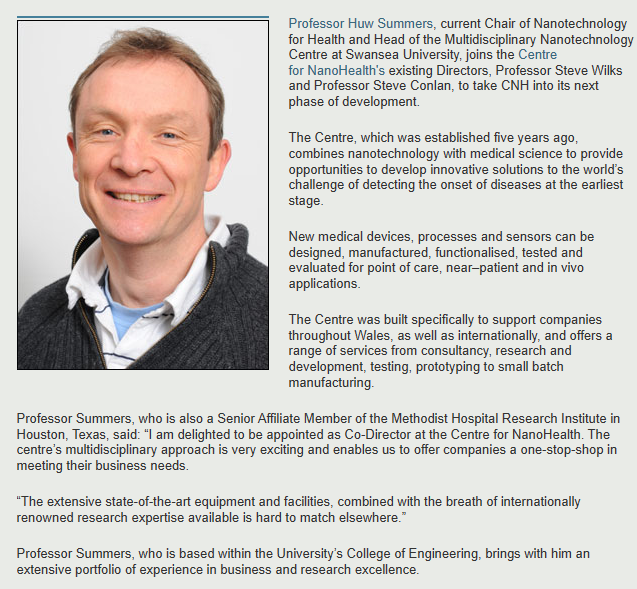 Professor Huw Summers, current Chair of Nanotechnology
for Health and Head of the Multidisciplinary Nanotechnology
Centre at Swansea University, joins the Centre
for NanoHealth's existing Directors, Professor Steve Wilks
and Professor Steve Conlan, to take CNH into its next
phase of development.
The Centre, which was established five years ago,
combines nanotechnology with medical science to provide
opportunities to develop innovative solutions to the world's
challenge of detecting the onset of diseases at the earliest
stage.
New medical devices, processes and sensors can be
designed, manufactured, functionalised, tested and
evaluated for point of care, near–patient and in vivo
applications.
The Centre was built specifically to support companies
throughout Wales, as well as internationally, and offers a
range of services from consultancy, research and
development, testing, prototyping to small batch
manufacturing.
Professor Summers, who is also a Senior Affiliate Member of the Methodist Hospital Research Institute in
Houston, Texas, said: “I am delighted to be appointed as Co-Director at the Centre for NanoHealth. The
centre’s multidisciplinary approach is very exciting and enables us to offer companies a one-stop-shop in
meeting their business needs.
“The extensive state-of-the-art equipment and facilities, combined with the breath of internationally
renowned research expertise available is hard to match elsewhere.”
Professor Summers, who is based within the University’s College of Engineering, brings with him an
extensive portfolio of experience in business and research excellence.